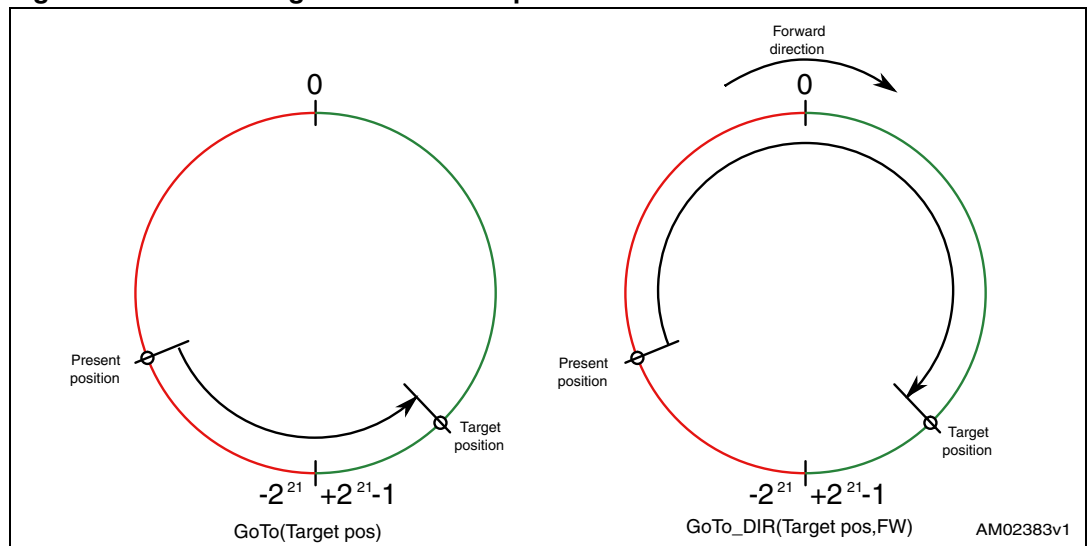 Forward
direction
0
0
Present
position
Target
position
Present
position
Target
position
-2²¹ +2²¹-1
-2²¹ +2²¹-1
GoTo(Target pos)
GoTo_DIR(Target pos,FW)
AM02383v1